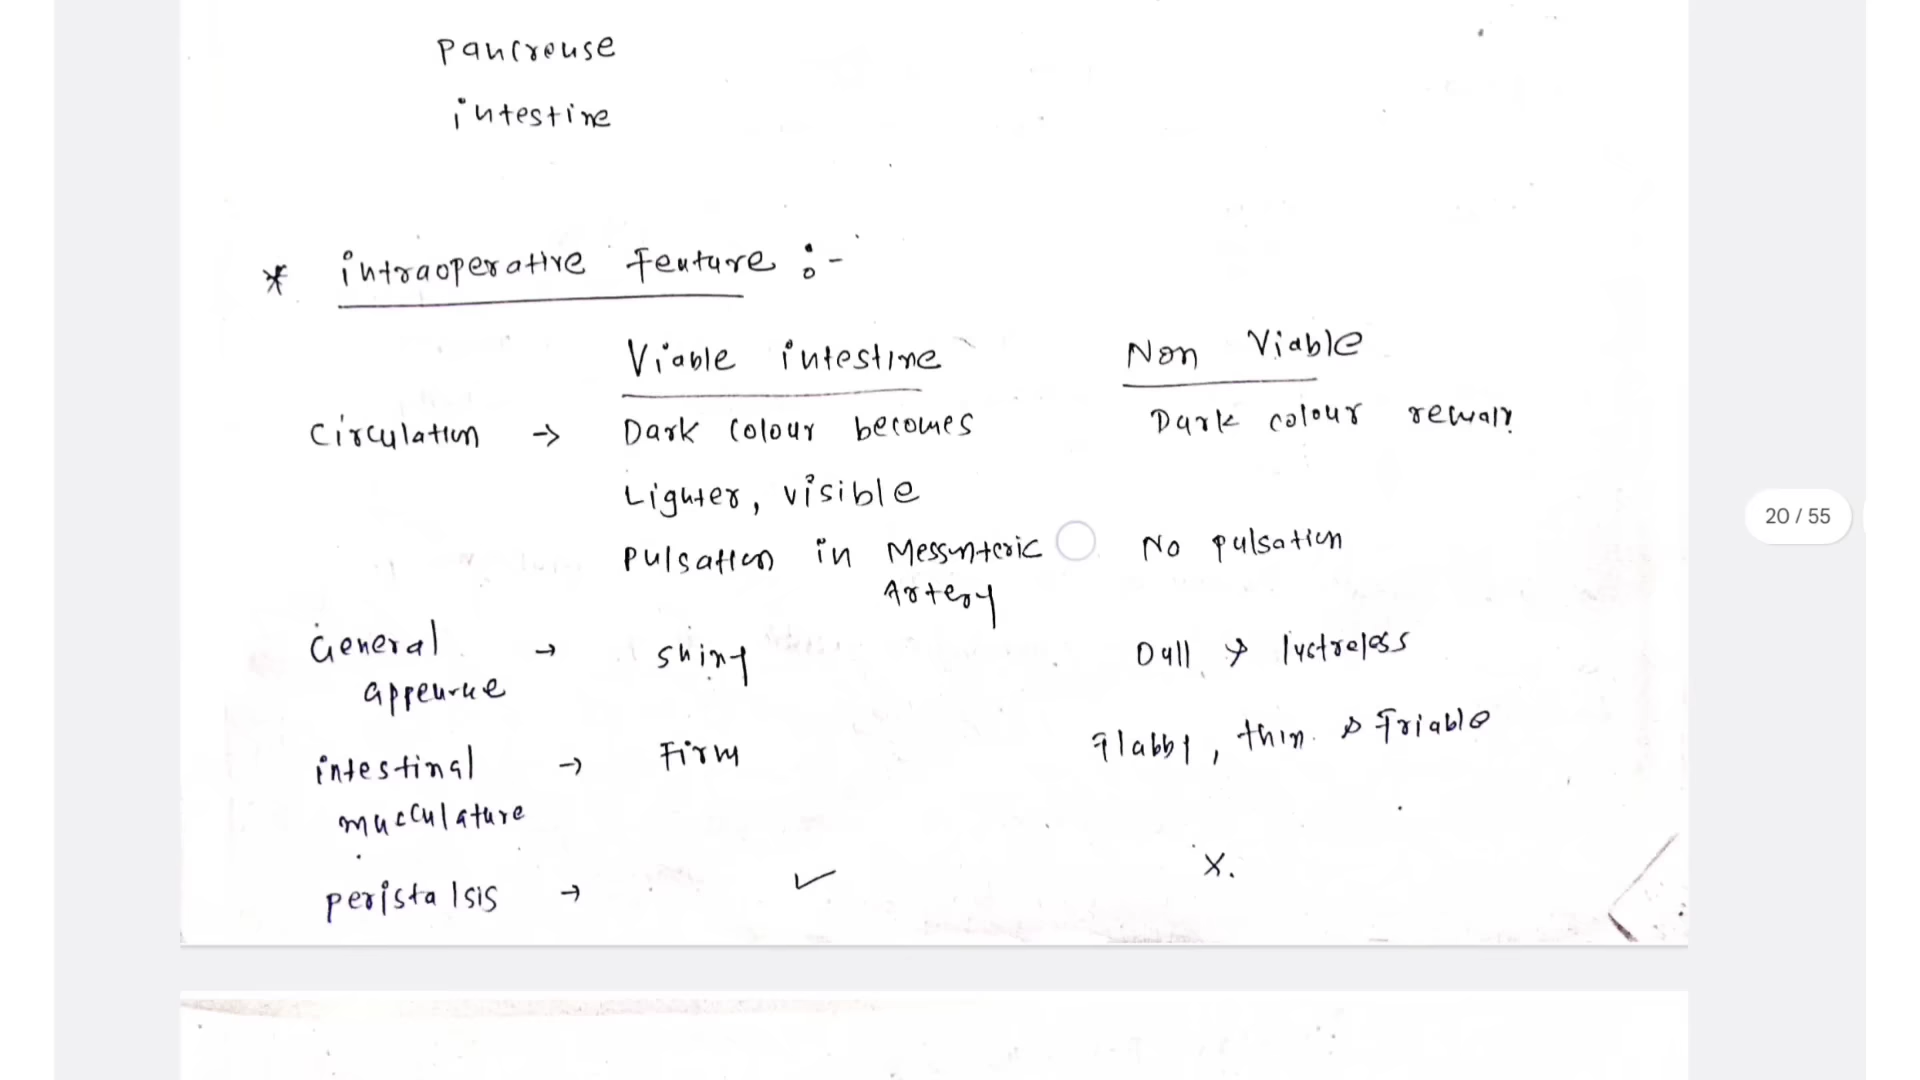 Pancreuse
intestine
* intraoperative Feature :-
Viable intestine Non Viable
Circulation → Dark colour becomes Dark colour remain
Lighter, visible
pulsation in Messenteric No pulsation
Artery
General → shiny Dull & lustreless
appearance
intestinal → Firm Flabby, thin & Friable
musculature
peristalsis → ✓ X.
20 / 55